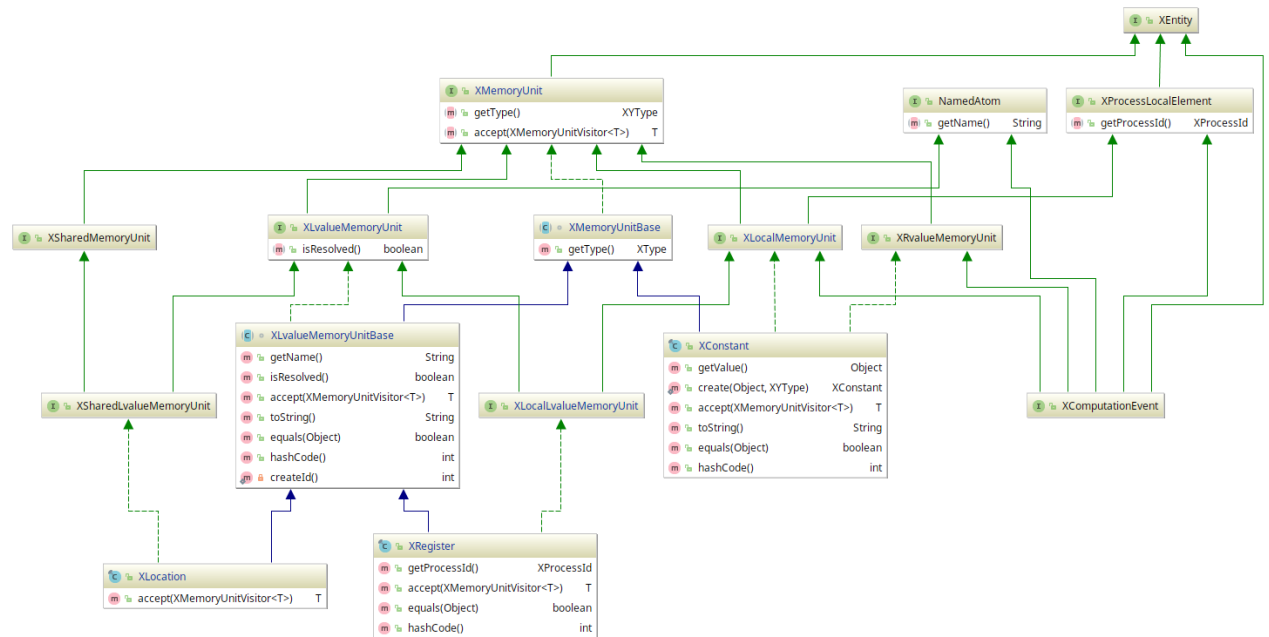 XEntity
XMemoryUnit
getType() XYType
accept(XMemoryUnitVisitor<T>) T
NamedAtom
getName() String
XProcessLocalElement
getProcessId() XProcessId
XSharedMemoryUnit
XLvalueMemoryUnit
isResolved() boolean
XMemoryUnitBase
getType() XType
XLocalMemoryUnit
XRvalueMemoryUnit
XLvalueMemoryUnitBase
getName() String
isResolved() boolean
accept(XMemoryUnitVisitor<T>) T
toString() String
equals(Object) boolean
hashCode() int
createId() int
XConstant
getValue() Object
create(Object, XYType) XConstant
accept(XMemoryUnitVisitor<T>) T
toString() String
equals(Object) boolean
hashCode() int
XSharedLvalueMemoryUnit
XLocalLvalueMemoryUnit
XComputationEvent
XLocation
accept(XMemoryUnitVisitor<T>) T
XRegister
getProcessId() XProcessId
accept(XMemoryUnitVisitor<T>) T
equals(Object) boolean
hashCode() int